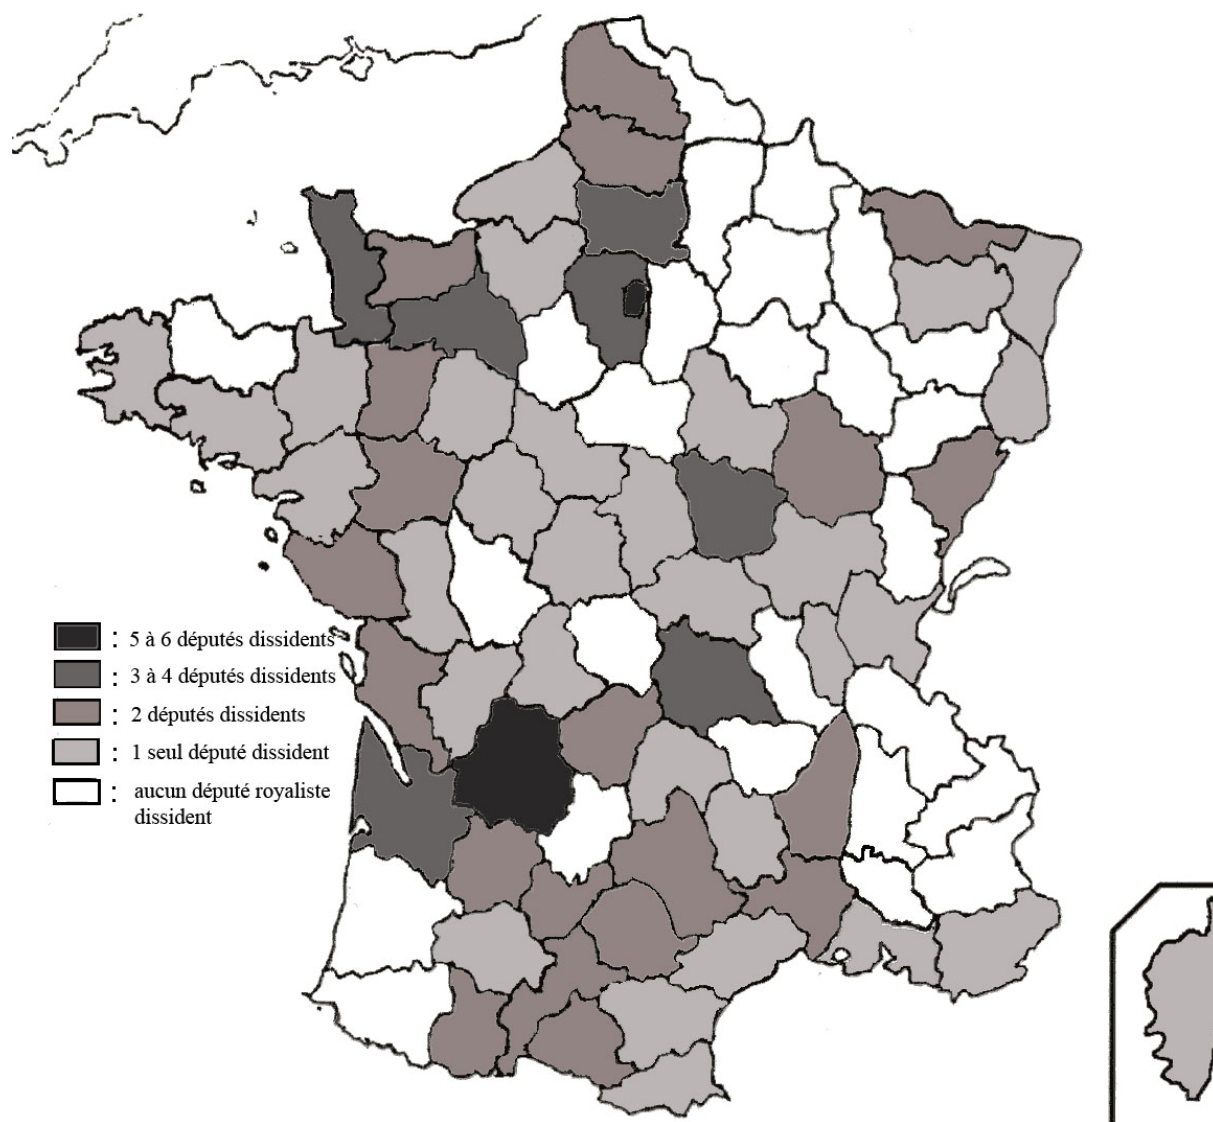 : 5 à 6 députés dissidents
: 3 à 4 députés dissidents
: 2 députés dissidents
: 1 seul député dissident
: aucun député royaliste
dissident